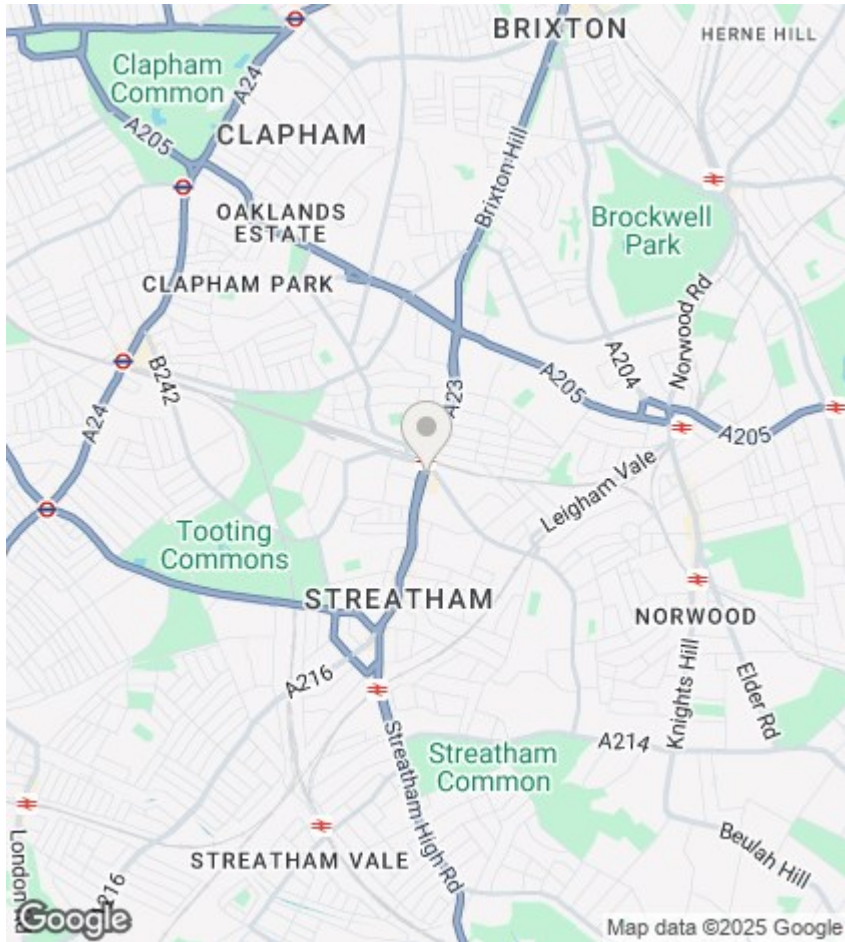 BRIXTON
HERNE HILL
Clapham
Common
A24
A205
CLAPHAM
Brixton Hill
OAKLANDS
ESTATE
Brockwell
Park
CLAPHAM PARK
Norwood Rd
A204
B242
A23
A205
A24
A205
Leigham Vale
Tooting
Commons
STREATHAM
NORWOOD
A216
Knights Hill
Elder Rd
Streatham High Rd
Streatham
Common
A214
London
STREATHAM VALE
Beulah Hill
A216
Google
Map data ©2025 Google